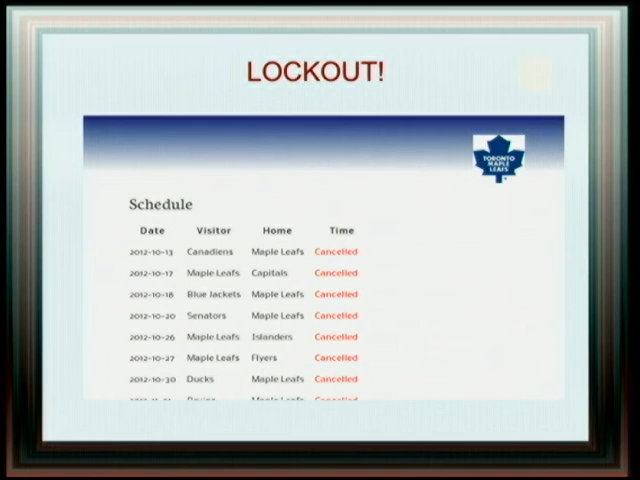 LOCKOUT!
TORONTO
MAPLE
LEAFS
Schedule
Date Visitor Home Time
2012-10-13 Canadiens Maple Leafs Cancelled
2012-10-17 Maple Leafs Capitals Cancelled
2012-10-18 Blue Jackets Maple Leafs Cancelled
2012-10-20 Senators Maple Leafs Cancelled
2012-10-26 Maple Leafs Islanders Cancelled
2012-10-27 Maple Leafs Flyers Cancelled
2012-10-30 Ducks Maple Leafs Cancelled
Maple Leafs Cancelled